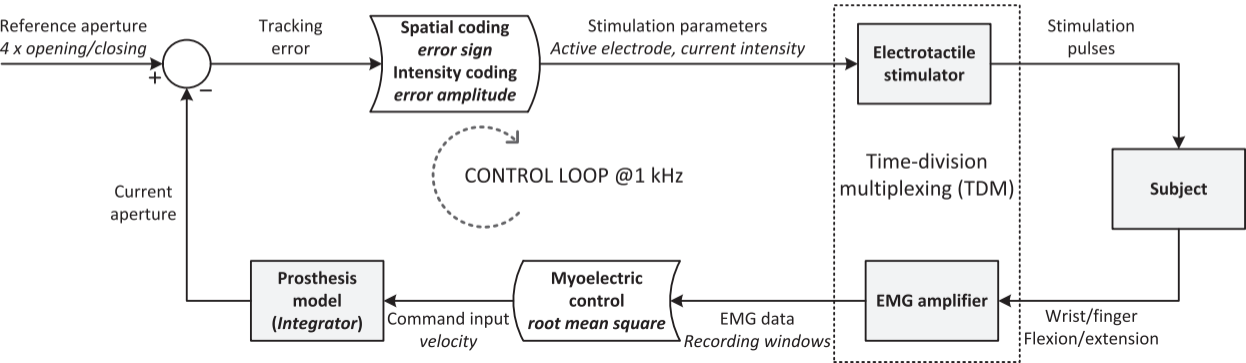 Reference aperture
4 x opening/closing
+
−
Tracking
error
Spatial coding
error sign
Intensity coding
error amplitude
Stimulation parameters
Active electrode, current intensity
Electrotactile
stimulator
Stimulation
pulses
CONTROL LOOP @1 kHz
Time-division
multiplexing (TDM)
Subject
Current
aperture
Prosthesis
model
(Integrator)
Command input
velocity
Myoelectric
control
root mean square
EMG data
Recording windows
EMG amplifier
Wrist/finger
Flexion/extension